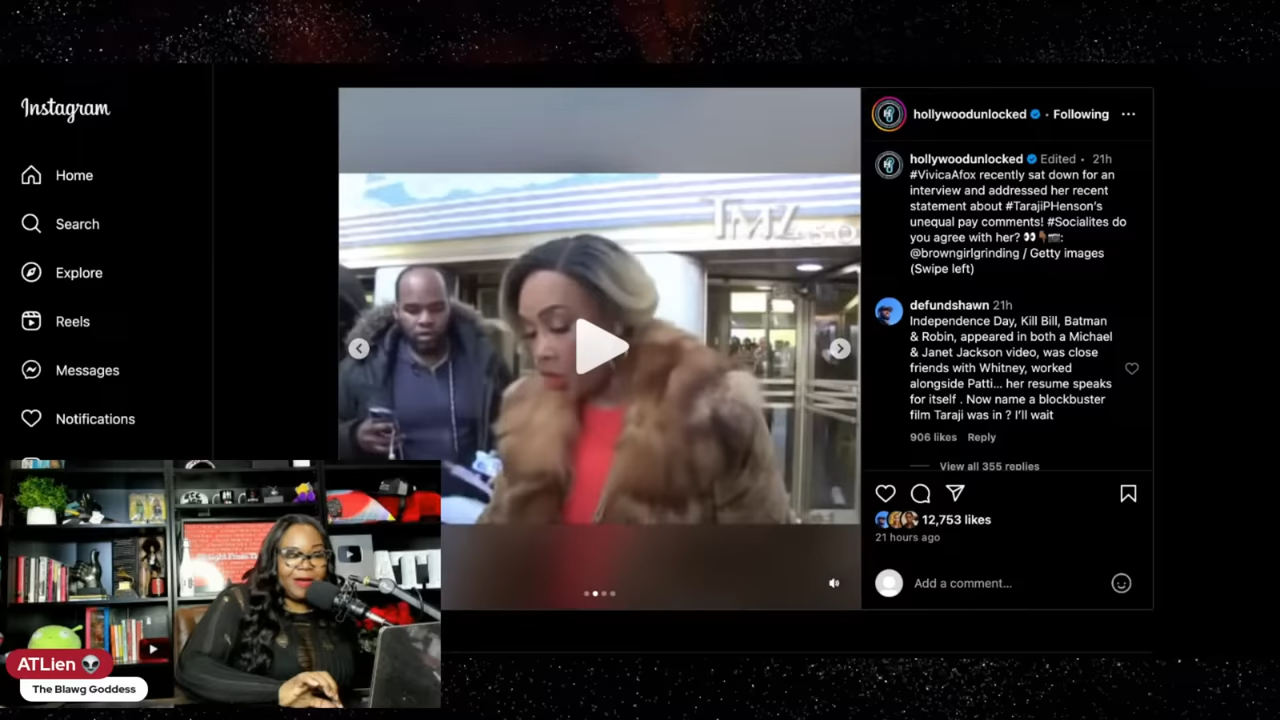 Instagram
Home
Search
Explore
Reels
Messages
Notifications
TMZ
hollywoodunlocked • Following
hollywoodunlocked Edited • 21h
#VivicaAfox recently sat down for an
interview and addressed her recent
statement about #TarajiPHenson's
unequal pay comments! #Socialites do
you agree with her? 👀👇🏾📸:
@browngirlgrinding / Getty images
(Swipe left)
defundshawn 21h
Independence Day, Kill Bill, Batman
& Robin, appeared in both a Michael
& Janet Jackson video, was close
friends with Whitney, worked
alongside Patti... her resume speaks
for itself . Now name a blockbuster
film Taraji was in ? I'll wait
906 likes Reply
View all 355 replies
12,753 likes
21 hours ago
Add a comment...
ATLien 👽
The Blawg Goddess